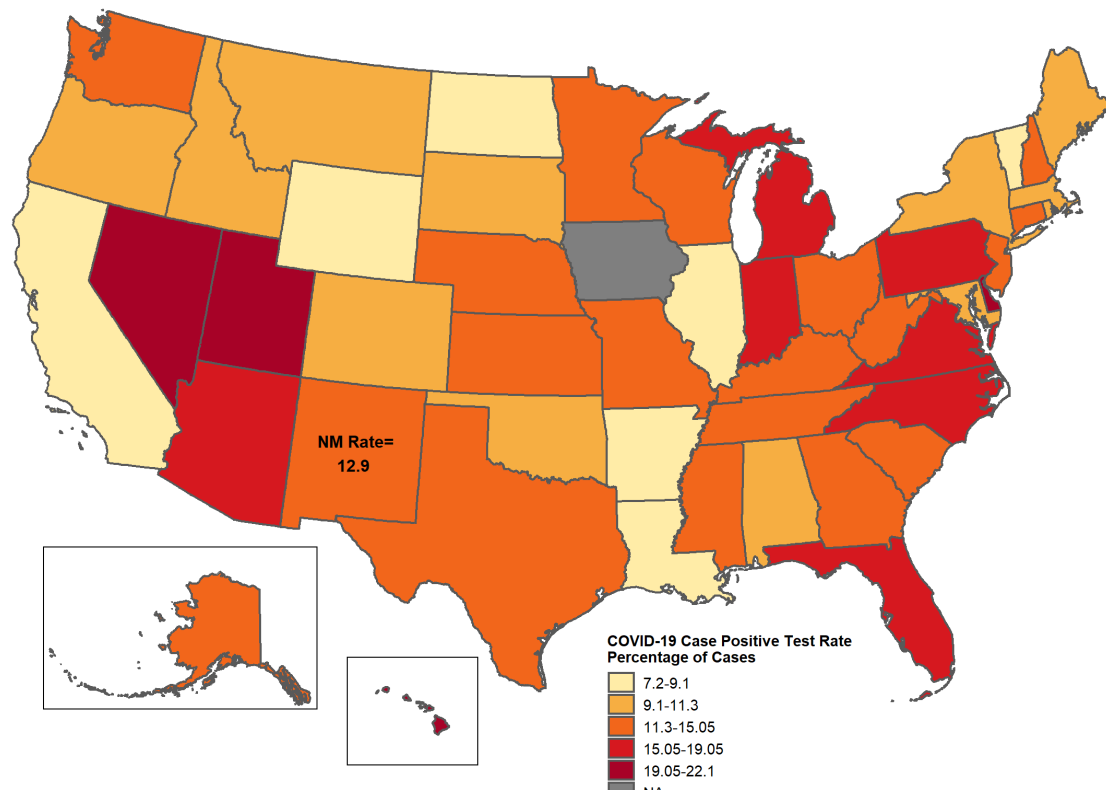 NM Rate=
12.9
COVID-19 Case Positive Test Rate
Percentage of Cases
7.2-9.1
9.1-11.3
11.3-15.05
15.05-19.05
19.05-22.1
NA